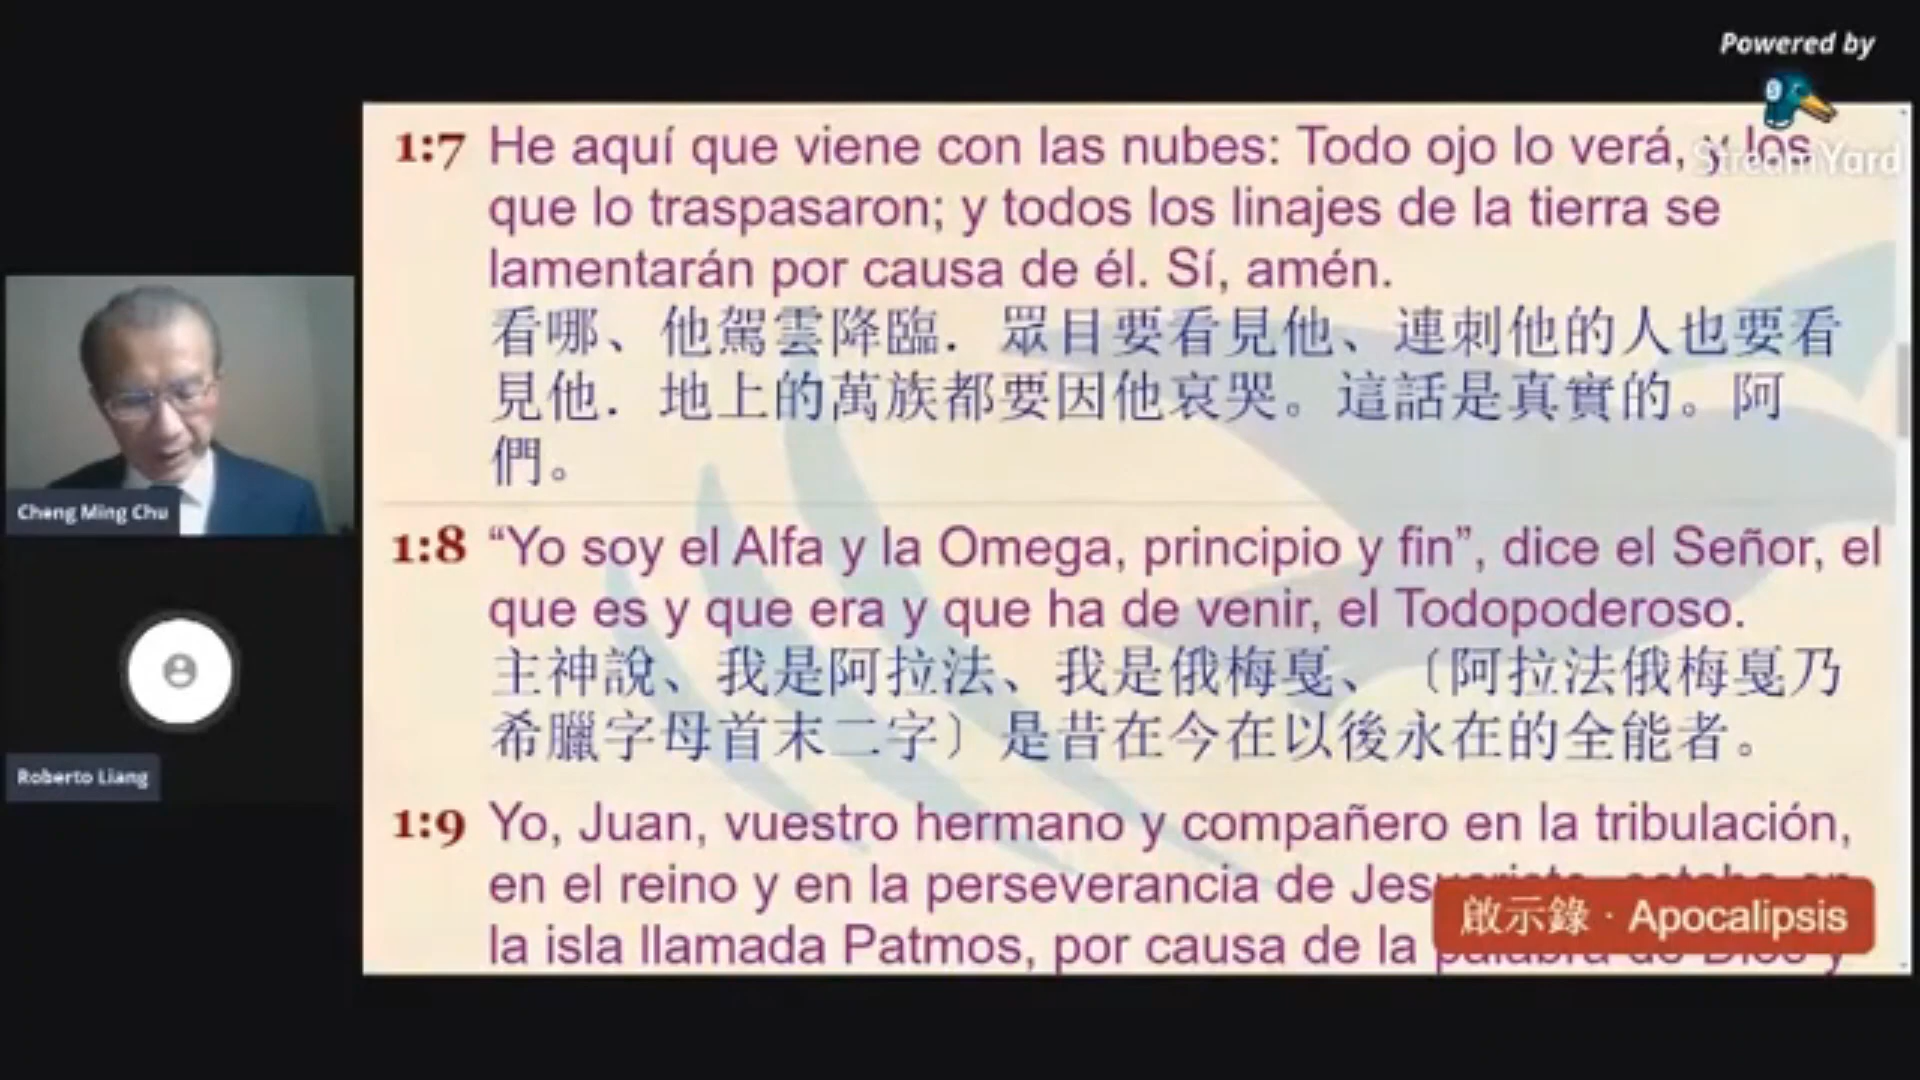 Powered by
StreamYard
1:7 He aquí que viene con las nubes: Todo ojo lo verá, y los
que lo traspasaron; y todos los linajes de la tierra se
lamentarán por causa de él. Sí, amén.
看哪、他駕雲降臨．眾目要看見他、連刺他的人也要看
見他．地上的萬族都要因他哀哭。這話是真實的。阿
們。
1:8 “Yo soy el Alfa y la Omega, principio y fin”, dice el Señor, el
que es y que era y que ha de venir, el Todopoderoso.
主神說、我是阿拉法、我是俄梅戛、〔阿拉法俄梅戛乃
希臘字母首末二字〕是昔在今在以後永在的全能者。
1:9 Yo, Juan, vuestro hermano y compañero en la tribulación,
en el reino y en la perseverancia de Jesucristo, estaba en
la isla llamada Patmos, por causa de la palabra de Dios y
啟示錄 · Apocalipsis
Cheng Ming Chu
Roberto Liang